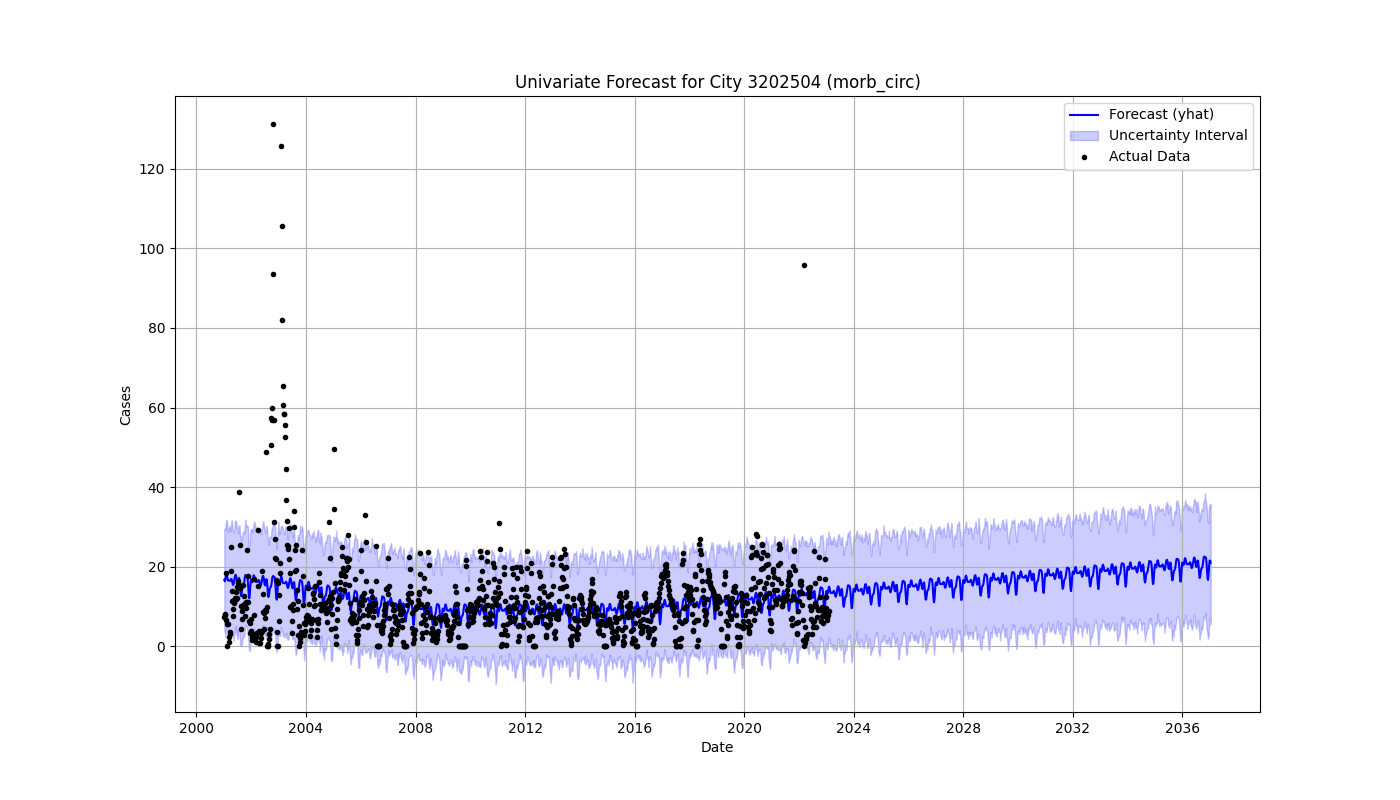 Univariate Forecast for City 3202504 (morb_circ)
Forecast (yhat)
Uncertainty Interval
Actual Data
120
100
80
60
40
20
0
Cases
2000 2004 2008 2012 2016 2020 2024 2028 2032 2036
Date